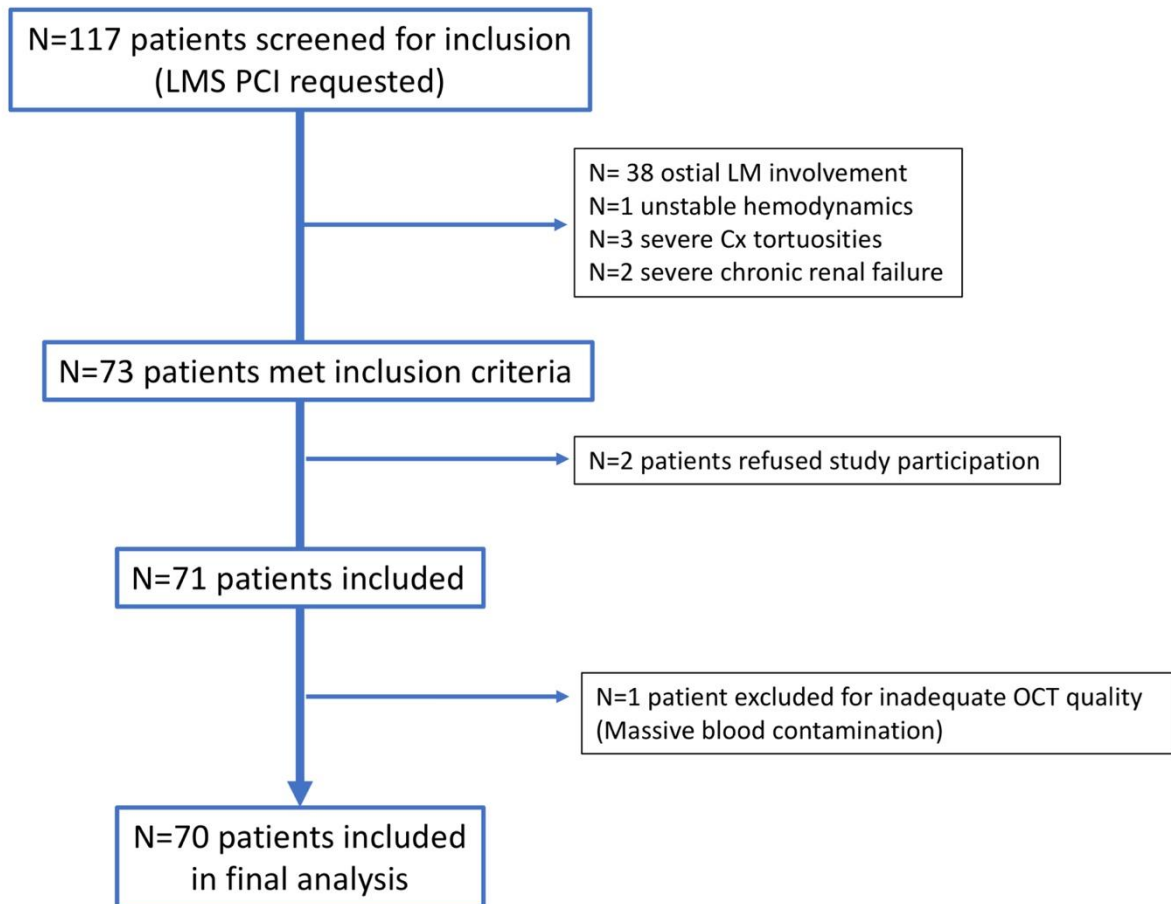 N=117 patients screened for inclusion
(LMS PCI requested)
N= 38 ostial LM involvement
N=1 unstable hemodynamics
N=3 severe Cx tortuosities
N=2 severe chronic renal failure
N=73 patients met inclusion criteria
N=2 patients refused study participation
N=71 patients included
N=1 patient excluded for inadequate OCT quality
(Massive blood contamination)
N=70 patients included
in final analysis